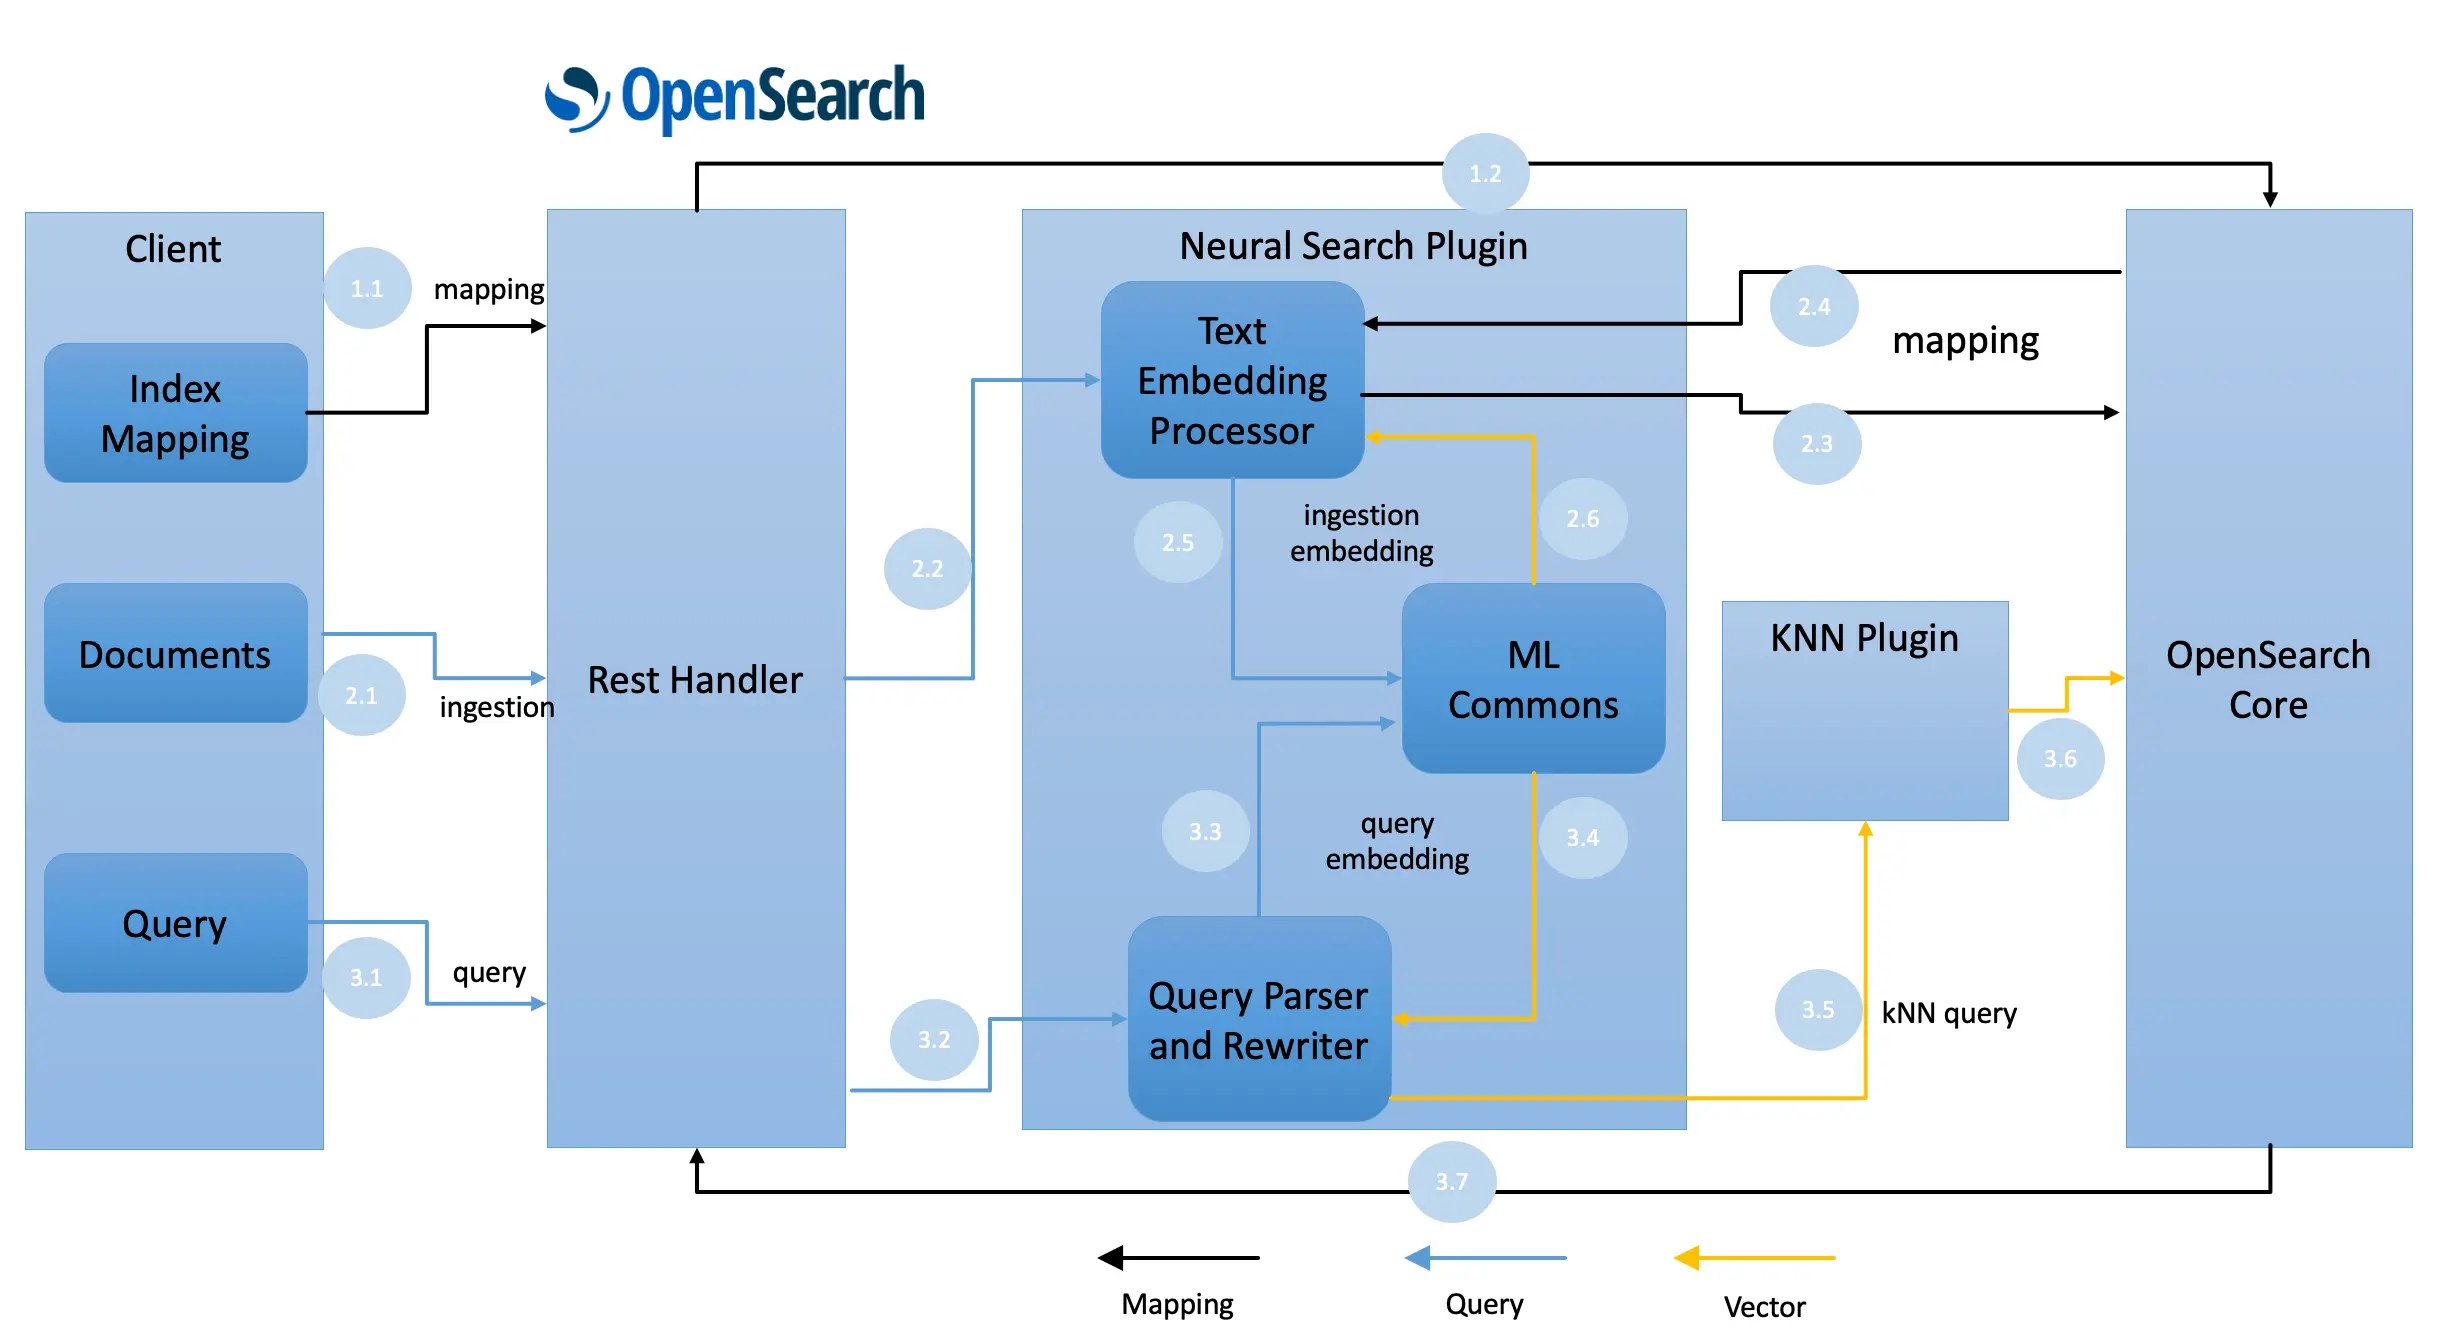 OpenSearch
1.2
Client
1.1
mapping
Index
Mapping
Documents
2.1
ingestion
Query
3.1
query
Rest Handler
2.2
3.2
Neural Search Plugin
Text
Embedding
Processor
2.5
ingestion
embedding
2.6
ML
Commons
3.3
query
embedding
3.4
Query Parser
and Rewriter
2.4
mapping
2.3
KNN Plugin
3.6
3.5
kNN query
OpenSearch
Core
3.7
Mapping
Query
Vector